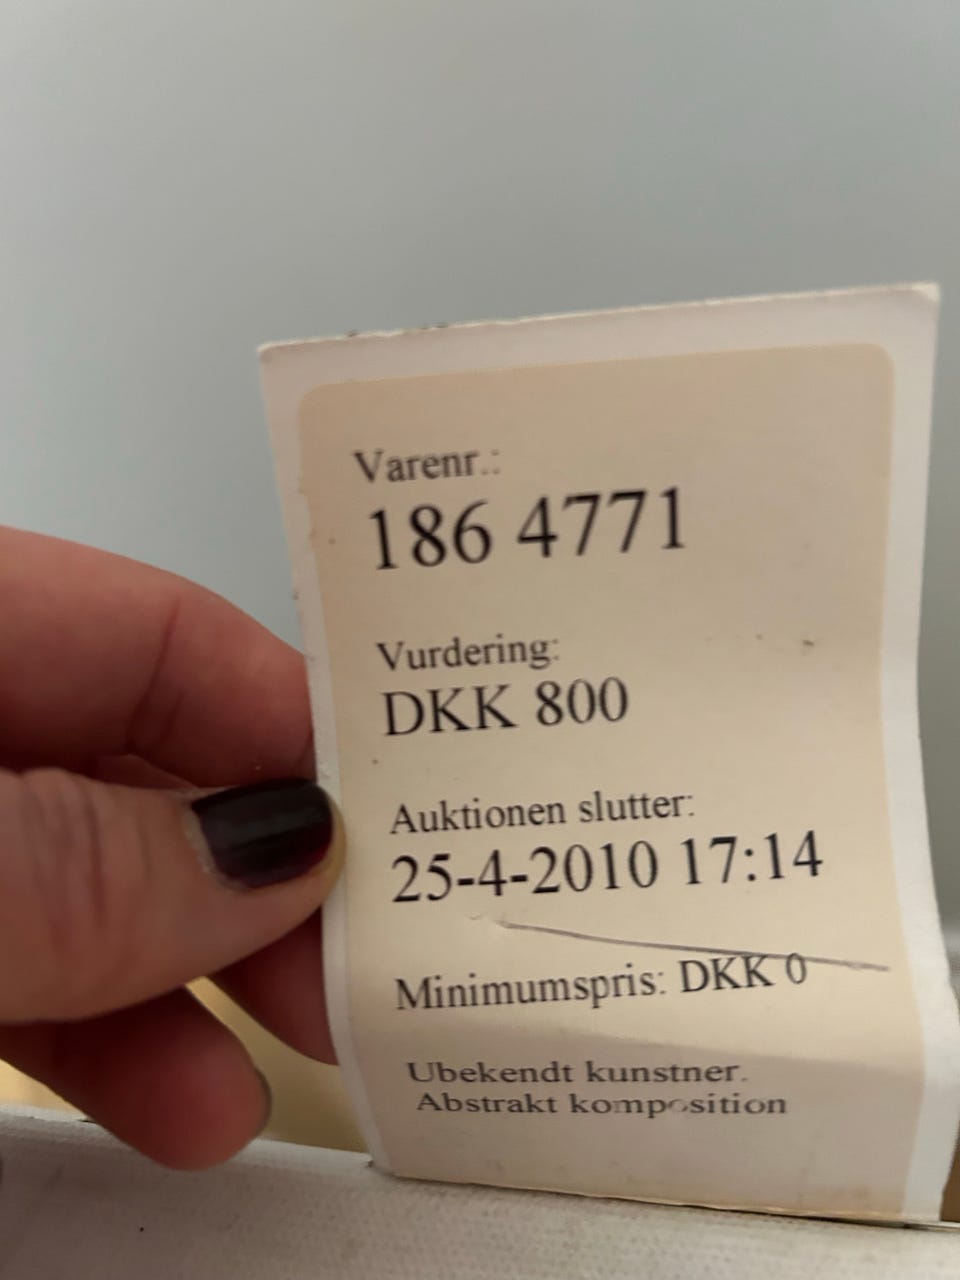 Varenr.:
186 4771
Vurdering:
DKK 800
Auktionen slutter:
25-4-2010 17:14
Minimumspris: DKK 0
Ubekendt kunstner.
Abstrakt komposition